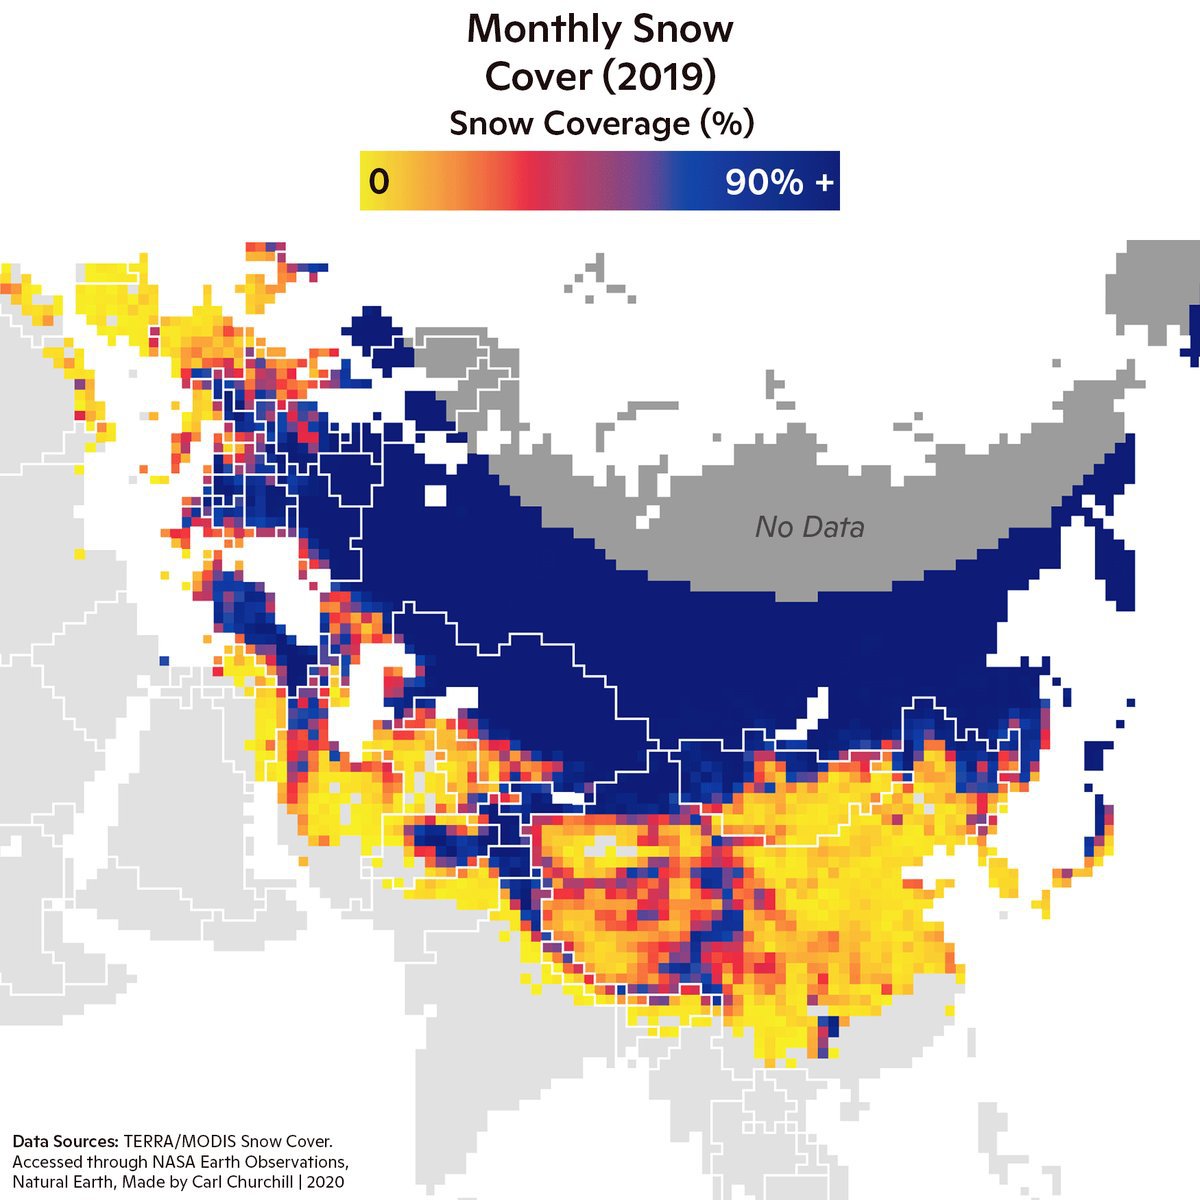 Monthly Snow
Cover (2019)
Snow Coverage (%)
0
90% +
No Data
Data Sources: TERRA/MODIS Snow Cover.
Accessed through NASA Earth Observations,
Natural Earth, Made by Carl Churchill | 2020